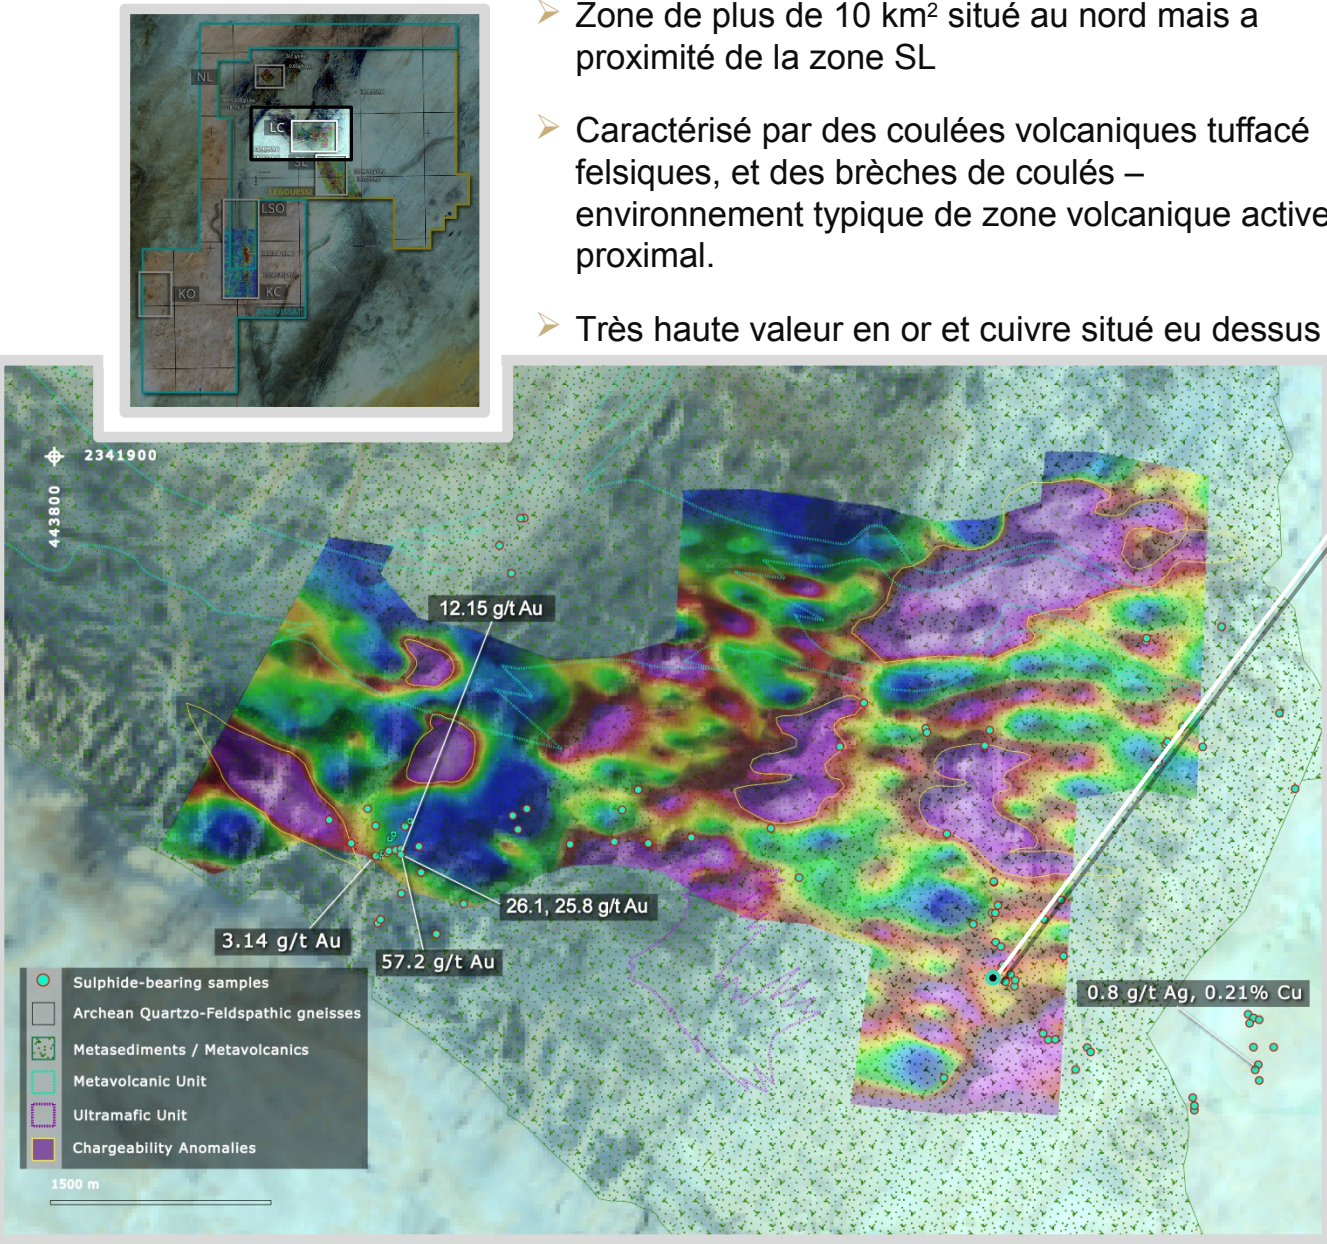 Zone de plus de 10 km² situé au nord mais a
proximité de la zone SL
Caractérisé par des coulées volcaniques tuffacé
felsiques, et des brèches de coulés –
environnement typique de zone volcanique active
proximal.
Très haute valeur en or et cuivre situé eu dessus
NL
LC
SL
LEGOUESSI
LSO
KO
KC
KNEIVISSAT
2341900
443800
12.15 g/t Au
26.1, 25.8 g/t Au
3.14 g/t Au
57.2 g/t Au
0.8 g/t Ag, 0.21% Cu
Sulphide-bearing samples
Archean Quartzo-Feldspathic gneisses
Metasediments / Metavolcanics
Metavolcanic Unit
Ultramafic Unit
Chargeability Anomalies
1500 m